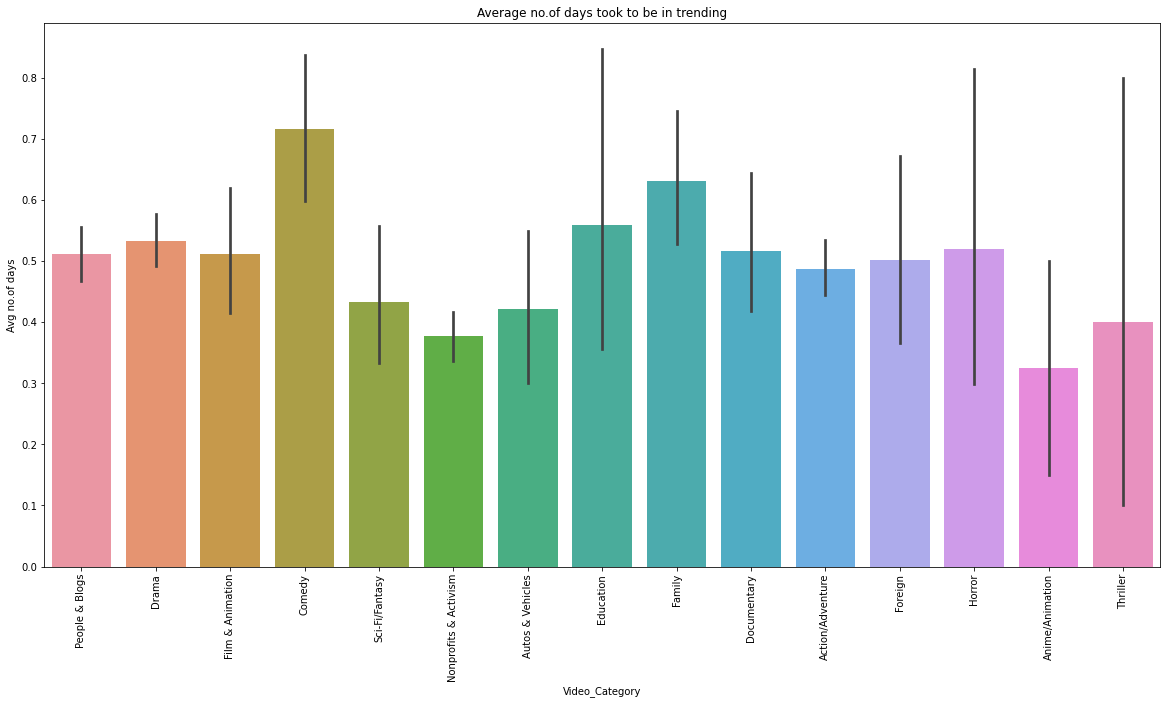 Average no.of days took to be in trending
Avg no.of days
0.8
0.7
0.6
0.5
0.4
0.3
0.2
0.1
0.0
People & Blogs
Drama
Film & Animation
Comedy
Sci-Fi/Fantasy
Nonprofits & Activism
Autos & Vehicles
Education
Family
Documentary
Action/Adventure
Foreign
Horror
Anime/Animation
Thriller
Video_Category